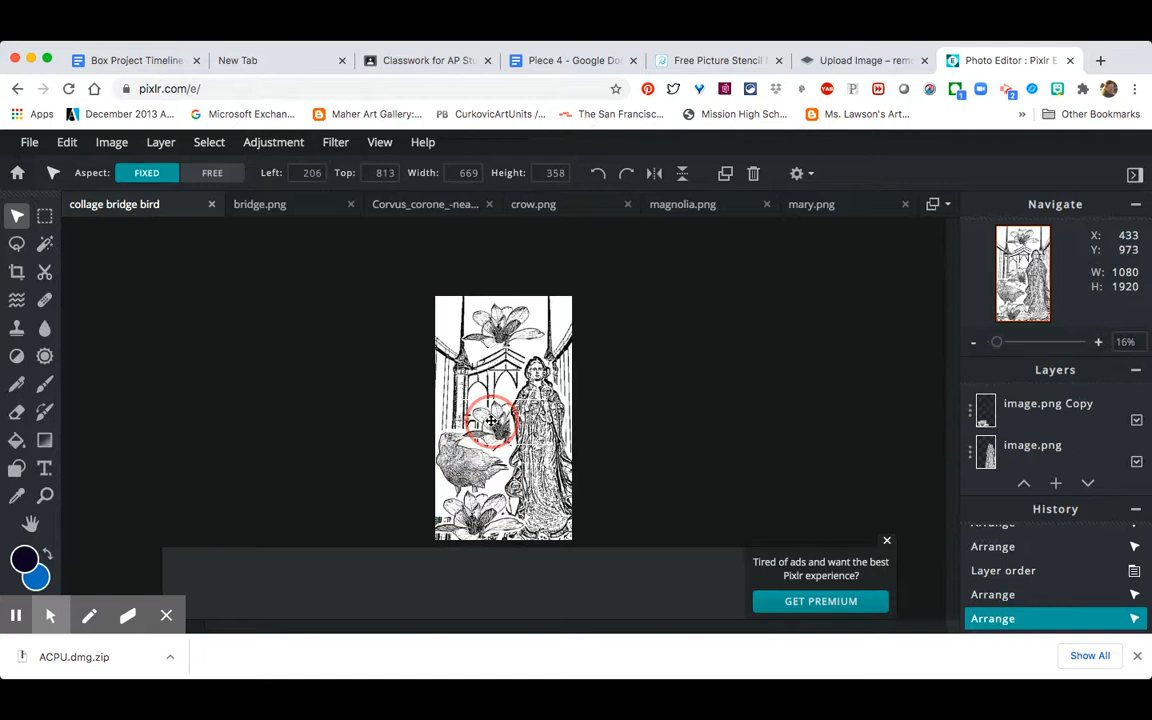 Box Project Timeline
New Tab
Classwork for AP Stu
Piece 4 - Google Doc
Free Picture Stencil M
Upload Image – remo
Photo Editor : Pixlr E
pixlr.com/e/
Apps
December 2013 A...
Microsoft Exchan...
Maher Art Gallery:...
PB CurkovicArtUnits /...
The San Francisc...
Mission High Sch...
Ms. Lawson's Art...
» Other Bookmarks
File Edit Image Layer Select Adjustment Filter View Help
Aspect: FIXED FREE Left: 206 Top: 813 Width: 669 Height: 358
collage bridge bird
bridge.png
Corvus_corone_-nea...
crow.png
magnolia.png
mary.png
Navigate
X: 433
Y: 973
W: 1080
H: 1920
16%
Layers
image.png Copy
image.png
History
Arrange
Layer order
Arrange
Arrange
Tired of ads and want the best
Pixlr experience?
GET PREMIUM
ACPU.dmg.zip
Show All